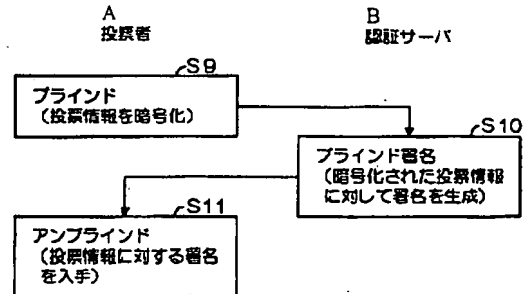 A
投票者
B
認証サーバ
S9
ブラインド
(投票情報を暗号化)
S10
ブラインド署名
(暗号化された投票情報
に対して署名を生成)
S11
アンブラインド
(投票情報に対する署名
を入手)